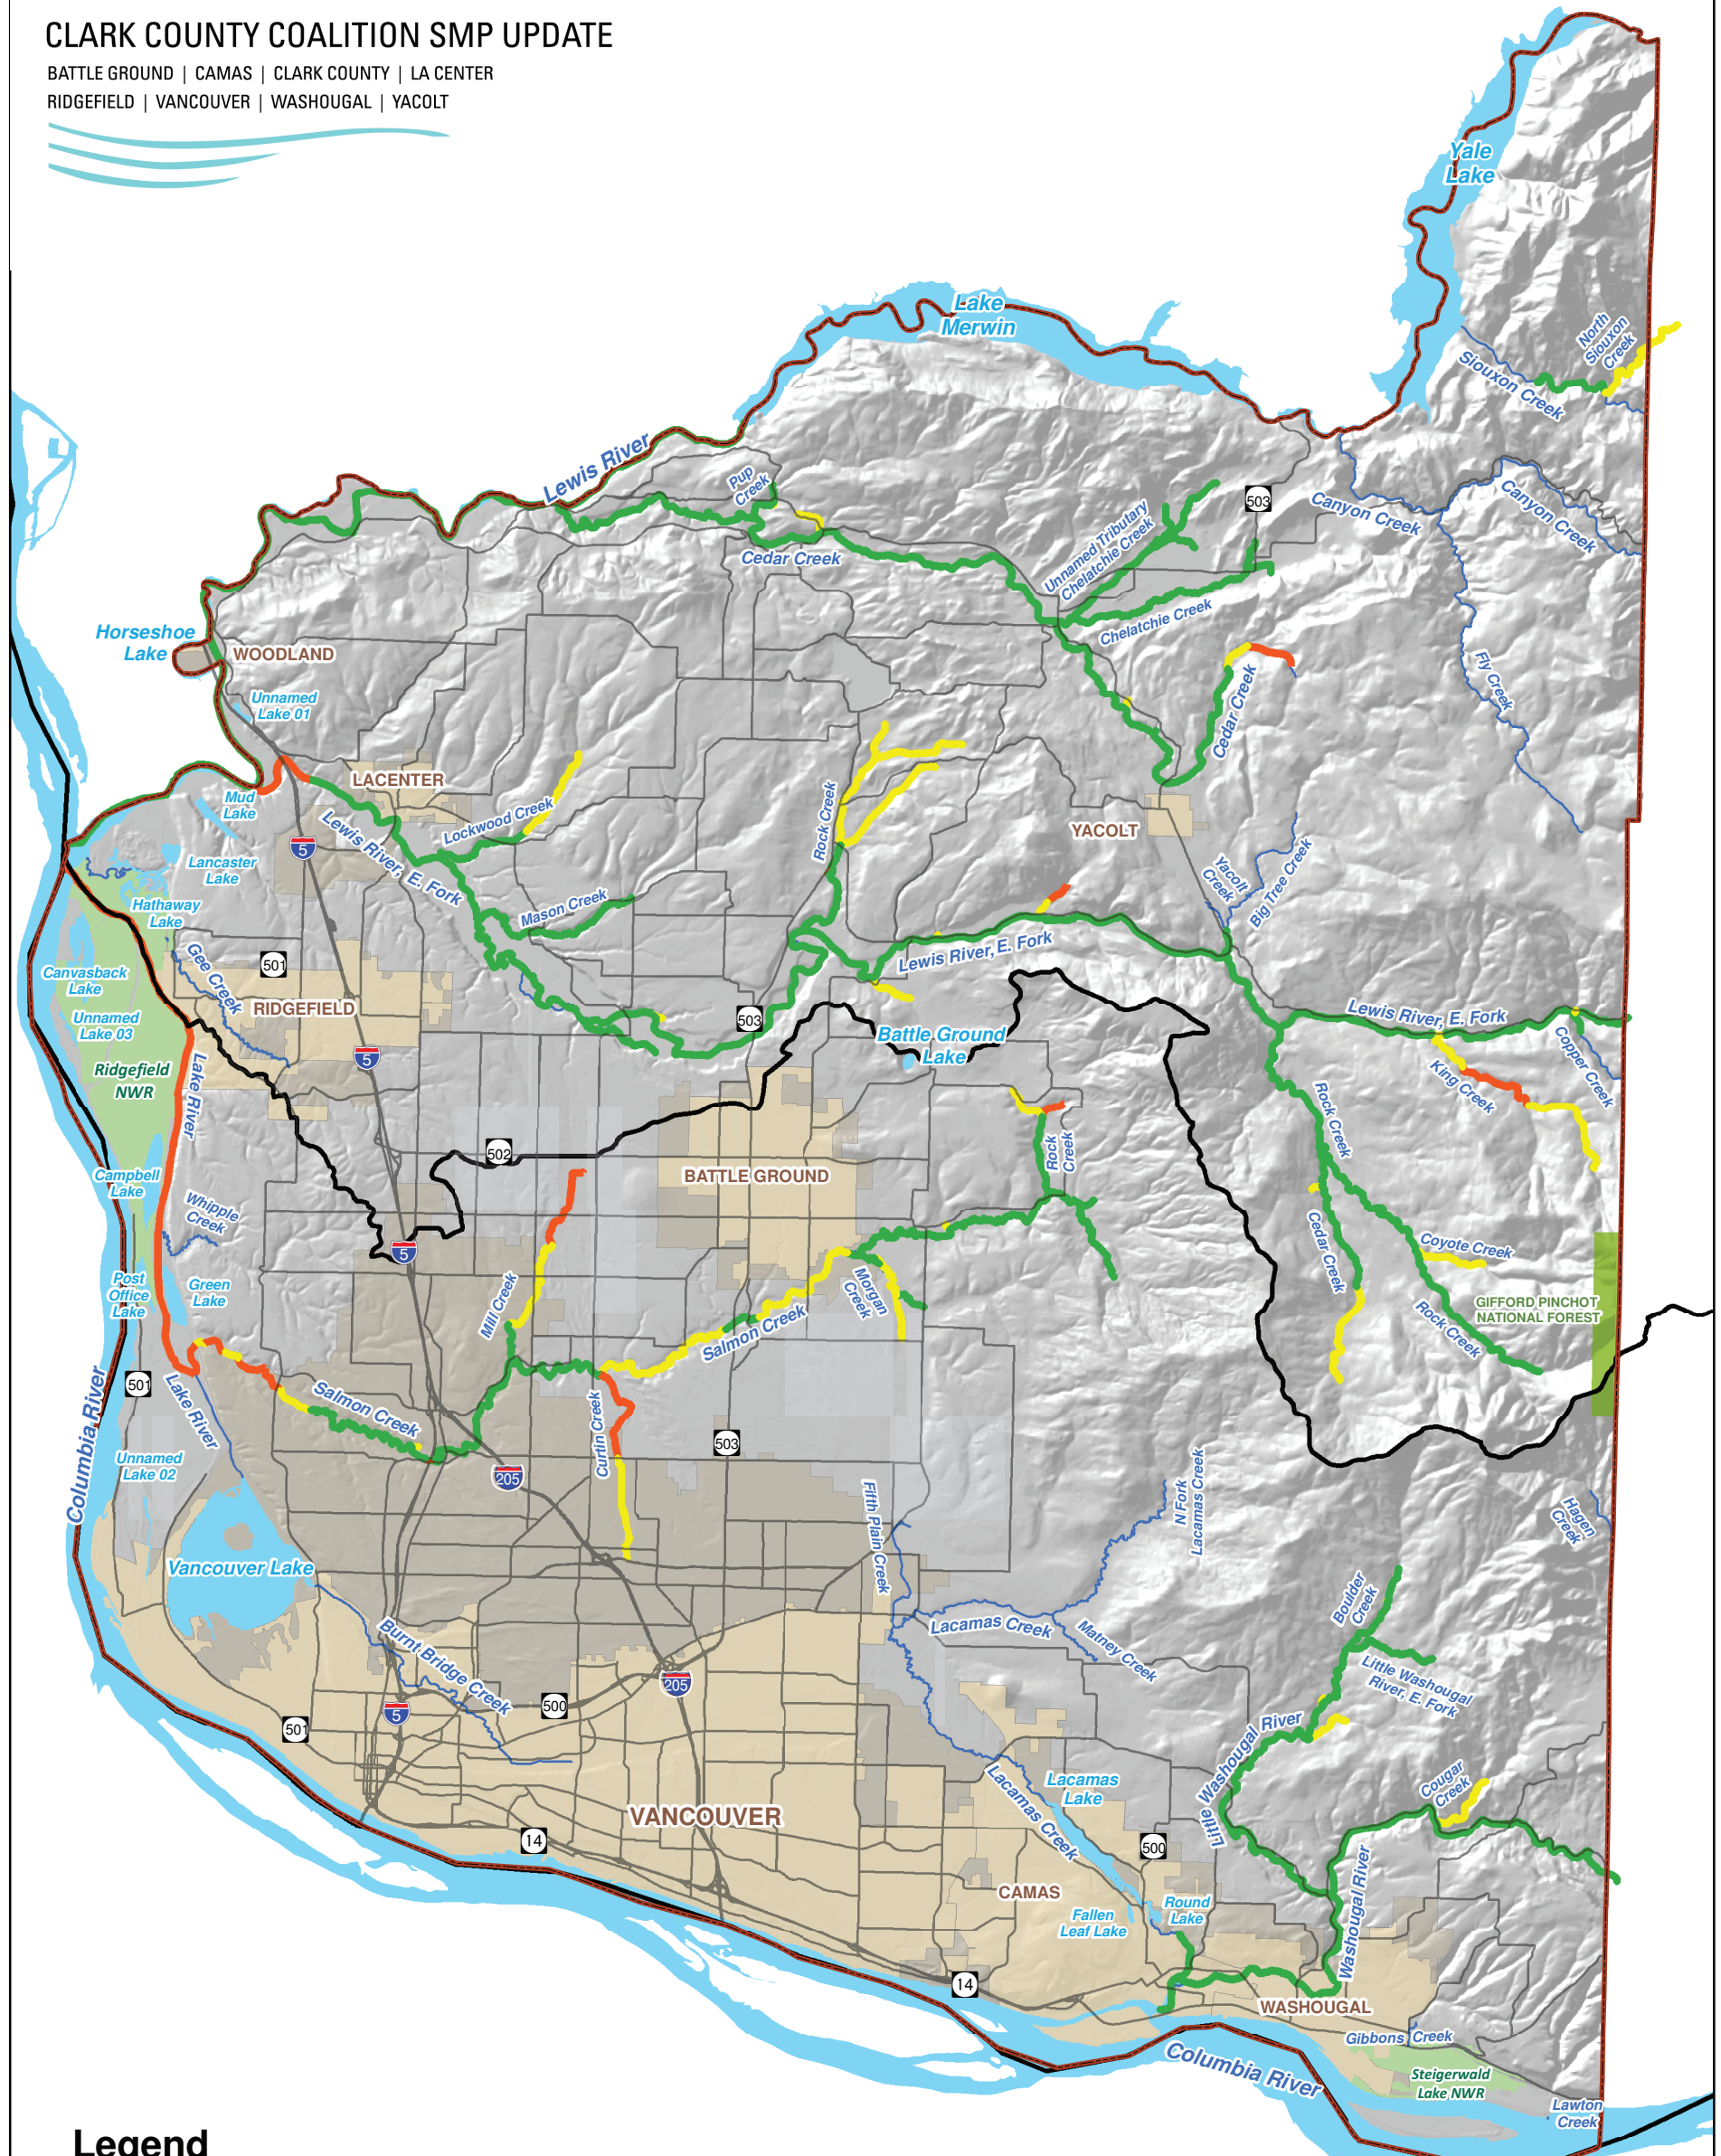 CLARK COUNTY COALITION SMP UPDATE
BATTLE GROUND | CAMAS | CLARK COUNTY | LA CENTER
RIDGEFIELD | VANCOUVER | WASHOUGAL | YACOLT
Yale
Lake
Lake
Merwin
North
Siouxon
Creek
Siouxon
Creek
Lewis River
Pup
Creek
Cedar Creek
Unnamed Tributary
Chelatchie Creek
503
Canyon Creek
Canyon
Creek
Chelatchie Creek
Horseshoe
Lake
WOODLAND
Unnamed
Lake 01
Fly Creek
Cedar Creek
LACENTER
Mud
Lake
Lockwood Creek
Rock Creek
YACOLT
5
Lewis River, E. Fork
Lancaster
Lake
Yacolt
Creek
Big Tree Creek
Hathaway
Lake
Mason Creek
Gee Creek
501
Lewis River, E. Fork
Canvasback
Lake
RIDGEFIELD
Unnamed
Lake 03
503
Battle Ground
Lake
Lewis River, E. Fork
Copper Creek
5
Ridgefield
NWR
Lake River
King Creek
Rock Creek
Rock
Creek
502
BATTLE GROUND
Campbell
Lake
Whipple
Creek
Cedar Creek
5
Coyote Creek
Post
Office
Lake
Green
Lake
Mill Creek
Morgan
Creek
Salmon Creek
GIFFORD PINCHOT
NATIONAL FOREST
Rock Creek
501
Lake River
Salmon Creek
Curtin Creek
Columbia River
503
Unnamed
Lake 02
205
Fifth Plain Creek
N Fork
Lacamas Creek
Hagen
Creek
Vancouver Lake
Boulder
Creek
Burnt Bridge Creek
Lacamas Creek
Matney Creek
Little Washougal
River, E. Fork
205
500
5
501
Little Washougal River
Lacamas
Lake
Lacamas Creek
Cougar
Creek
VANCOUVER
14
500
CAMAS
Round
Lake
Fallen
Leaf Lake
Washougal River
14
WASHOUGAL
Gibbons Creek
Columbia River
Steigerwald
Lake NWR
Lawton
Creek
Legend